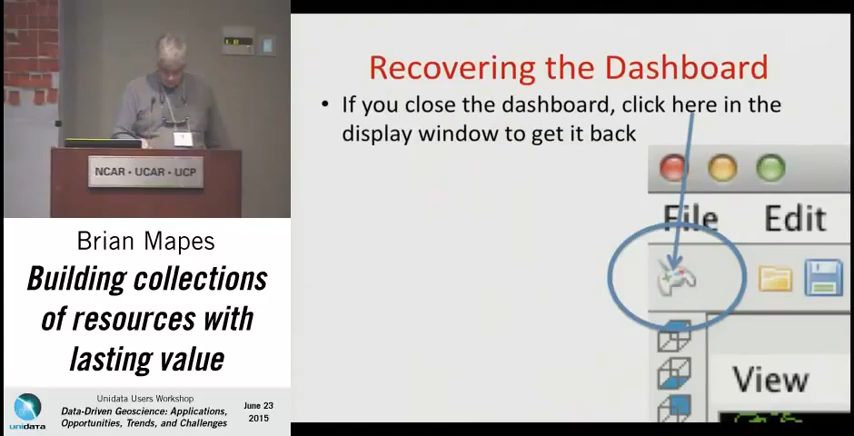 Recovering the Dashboard
• If you close the dashboard, click here in the
display window to get it back
File Edit
View
NCAR • UCAR • UCP
Brian Mapes
Building collections
of resources with
lasting value
unidata
Unidata Users Workshop
Data-Driven Geoscience: Applications,
Opportunities, Trends, and Challenges
June 23
2015